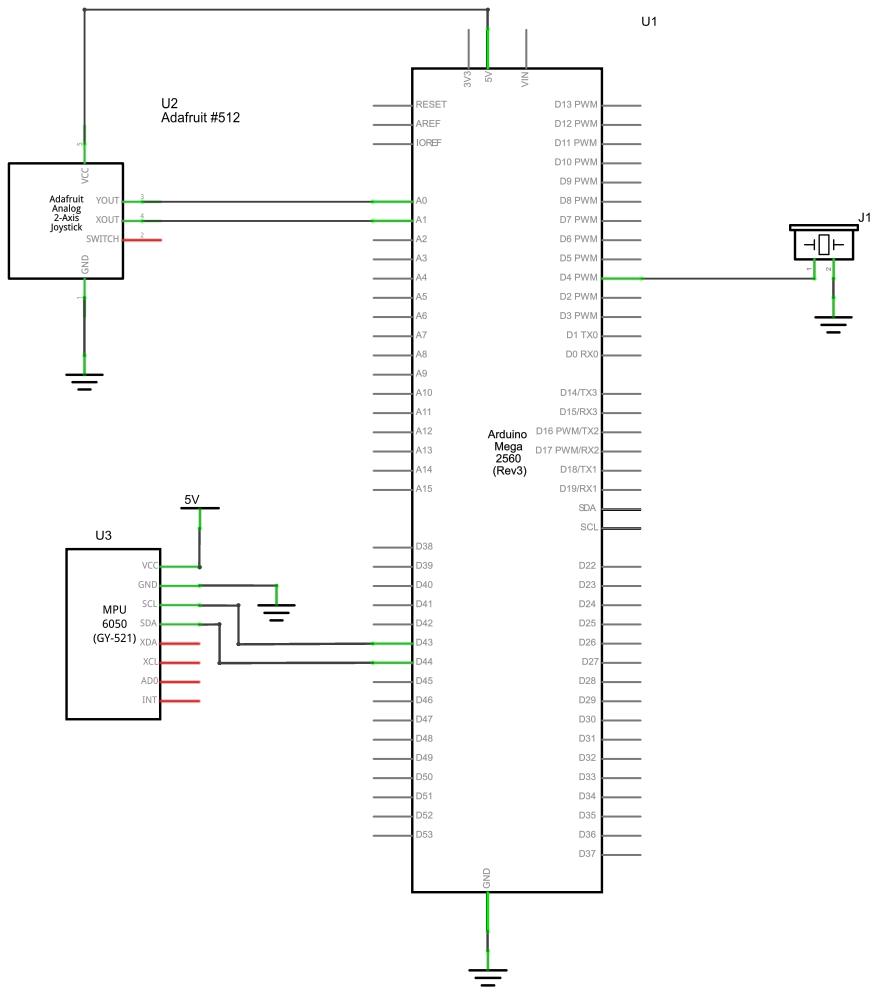 U1
3V3
5V
VIN
U2
Adafruit #512
RESET
AREF
IOREF
D13 PWM
D12 PWM
D11 PWM
D10 PWM
D9 PWM
D8 PWM
D7 PWM
D6 PWM
D5 PWM
D4 PWM
D2 PWM
D3 PWM
D1 TX0
D0 RX0
5
VCC
Adafruit
Analog
2-Axis
Joystick
YOUT
3
XOUT
4
SWITCH
2
GND
1
A0
A1
A2
A3
A4
A5
A6
A7
A8
A9
A10
A11
A12
A13
A14
A15
J1
1
2
D14/TX3
D15/RX3
D16 PWM/TX2
D17 PWM/RX2
D18/TX1
D19/RX1
SDA
SCL
Arduino
Mega
2560
(Rev3)
5V
U3
VCC
GND
SCL
SDA
XDA
XCL
AD0
INT
MPU
6050
(GY-521)
D38
D39
D40
D41
D42
D43
D44
D45
D46
D47
D48
D49
D50
D51
D52
D53
D22
D23
D24
D25
D26
D27
D28
D29
D30
D31
D32
D33
D34
D35
D36
D37
GND